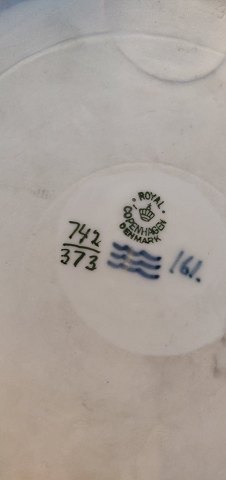 ROYAL
COPENHAGEN
DENMARK
742
373
161.